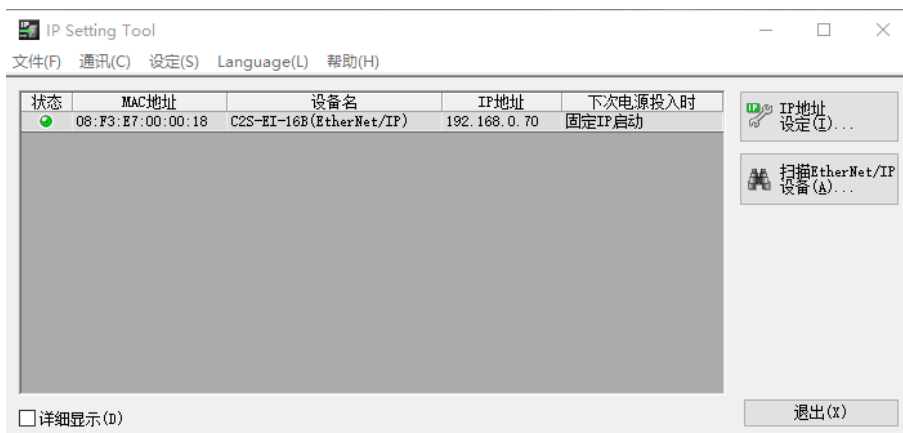 IP Setting Tool
文件(F) 通讯(C) 设定(S) Language(L) 帮助(H)
状态 MAC地址 设备名 IP地址 下次电源投入时
08:F3:E7:00:00:18 C2S-EI-16B(EtherNet/IP) 192.168.0.70 固定IP启动
IP
IP地址
设定(I)...
扫描EtherNet/IP
设备(A)...
详细显示(D)
退出(X)